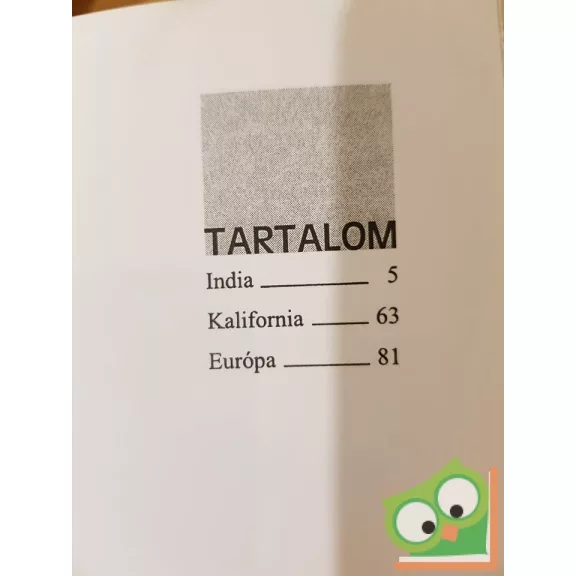 TARTALOM
India 5
Kalifornia 63
Európa 81